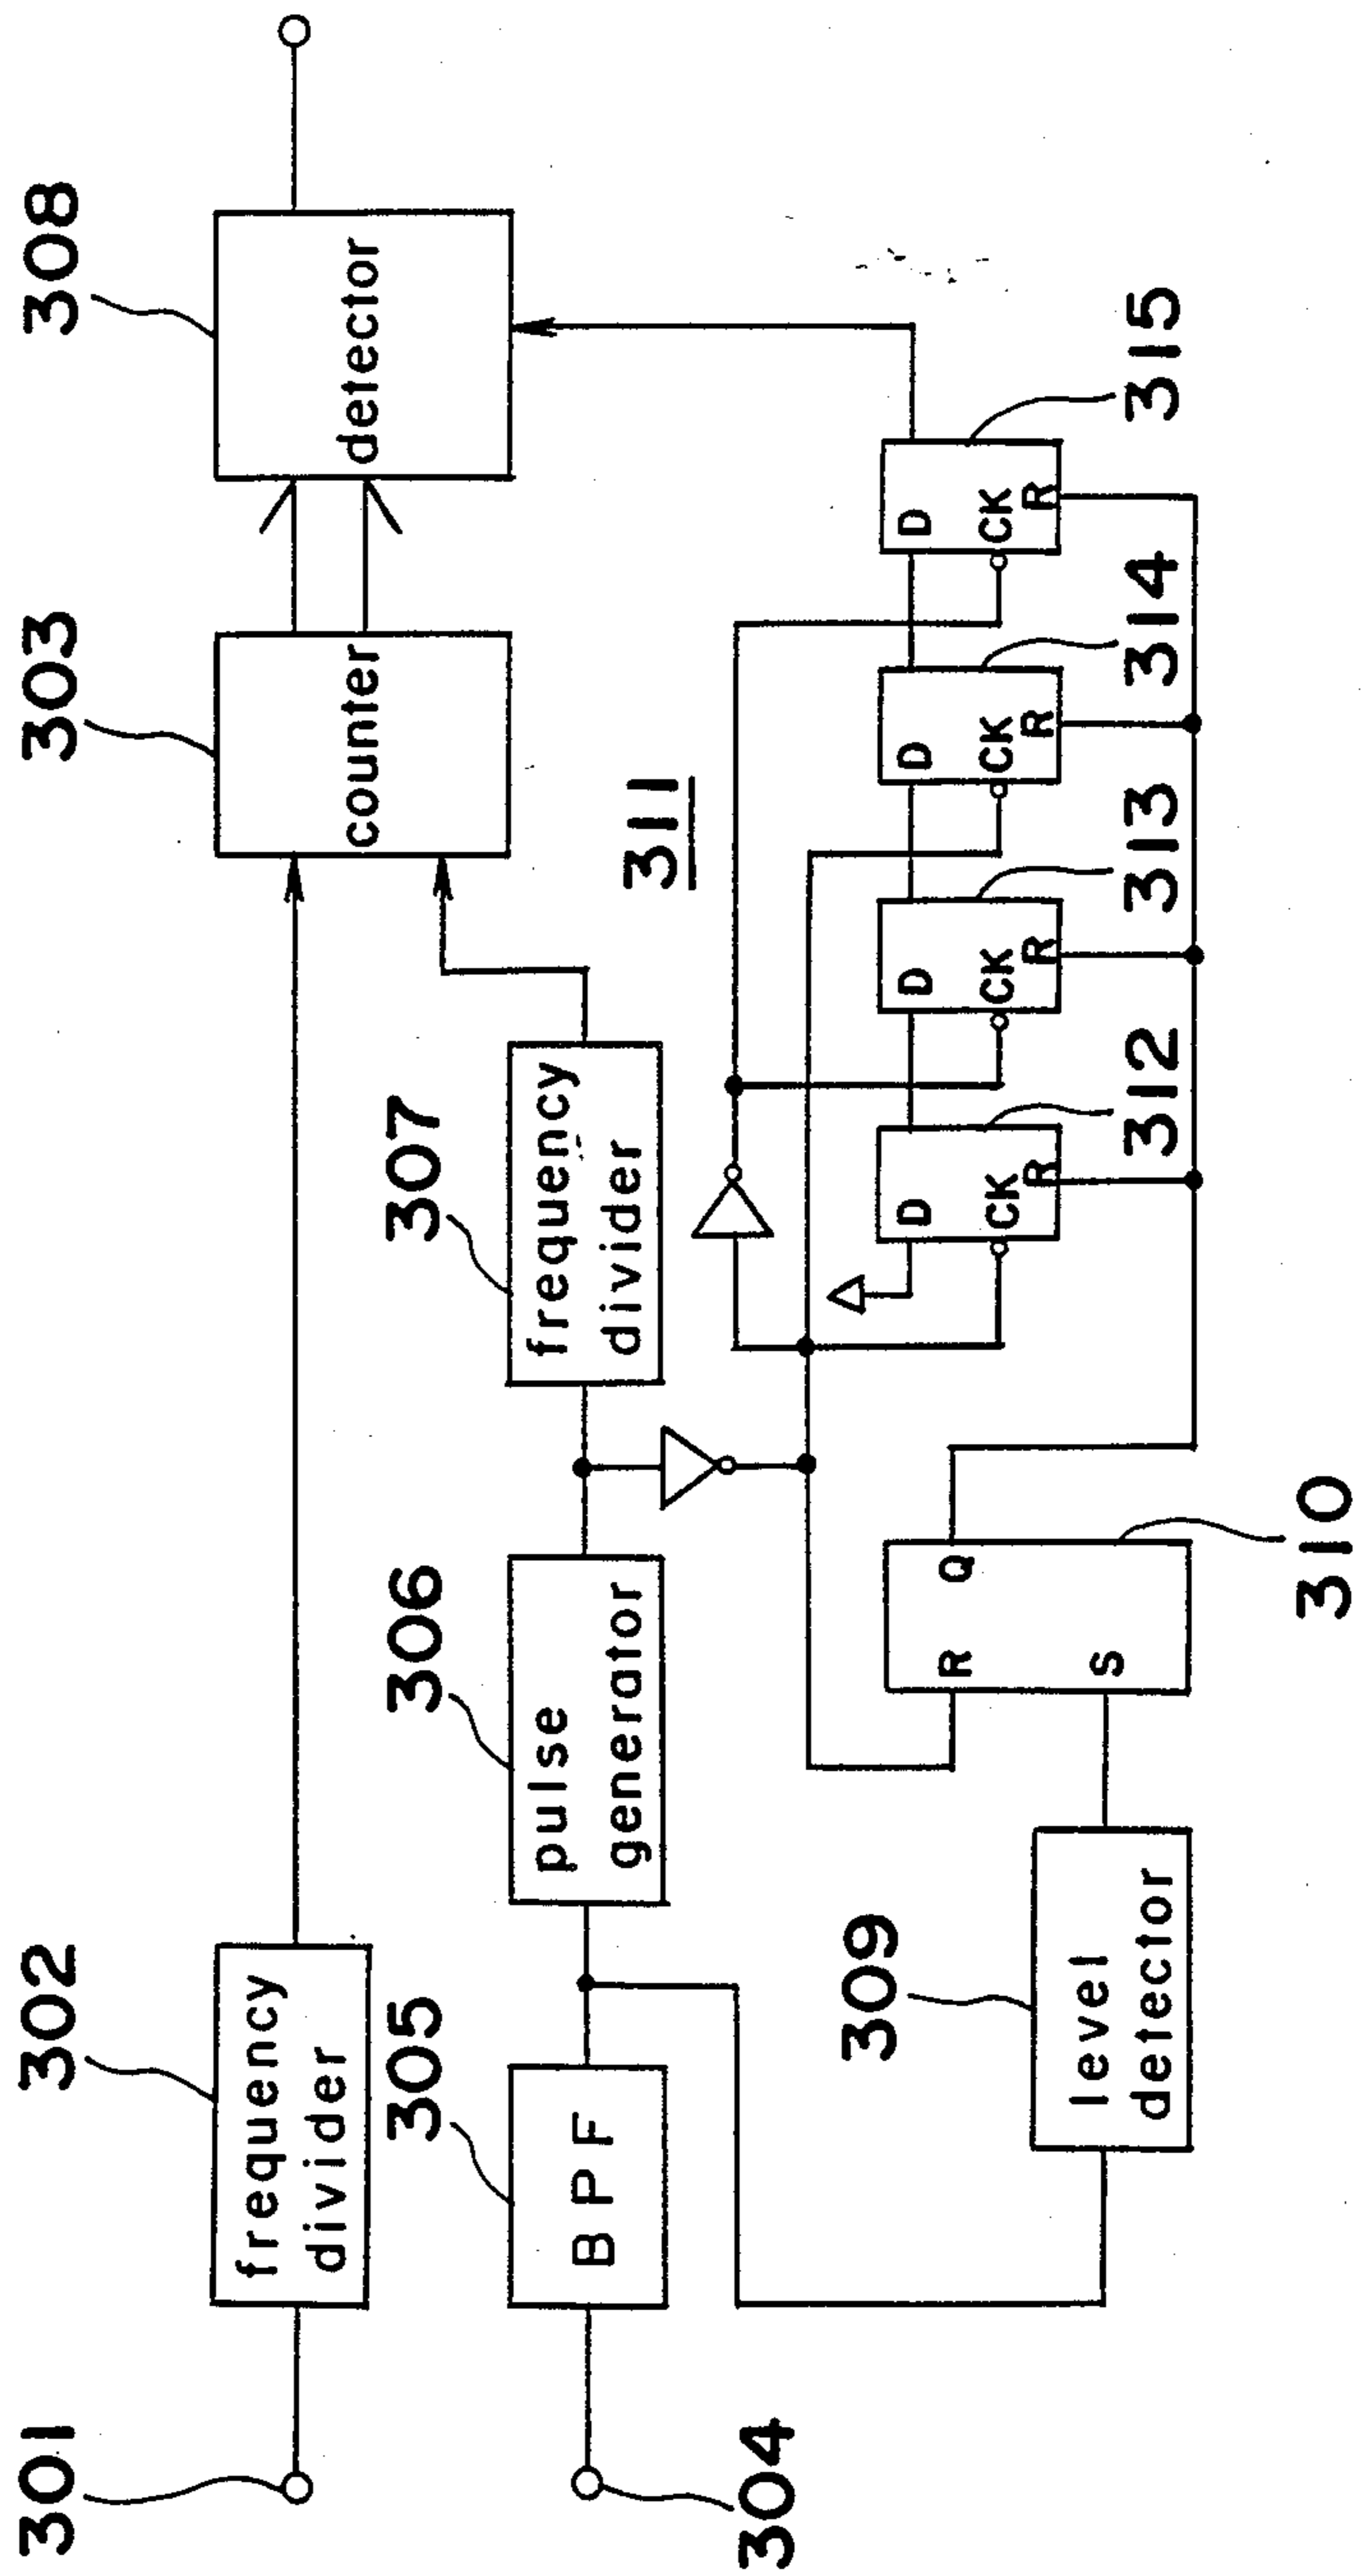 301
302
frequency
divider
303
counter
308
detector
304
305
BPF
306
pulse
generator
307
frequency
divider
311
309
level
detector
310
R
S
Q
312
D
CK
R
313
D
CK
R
314
D
CK
R
315
D
CK
R